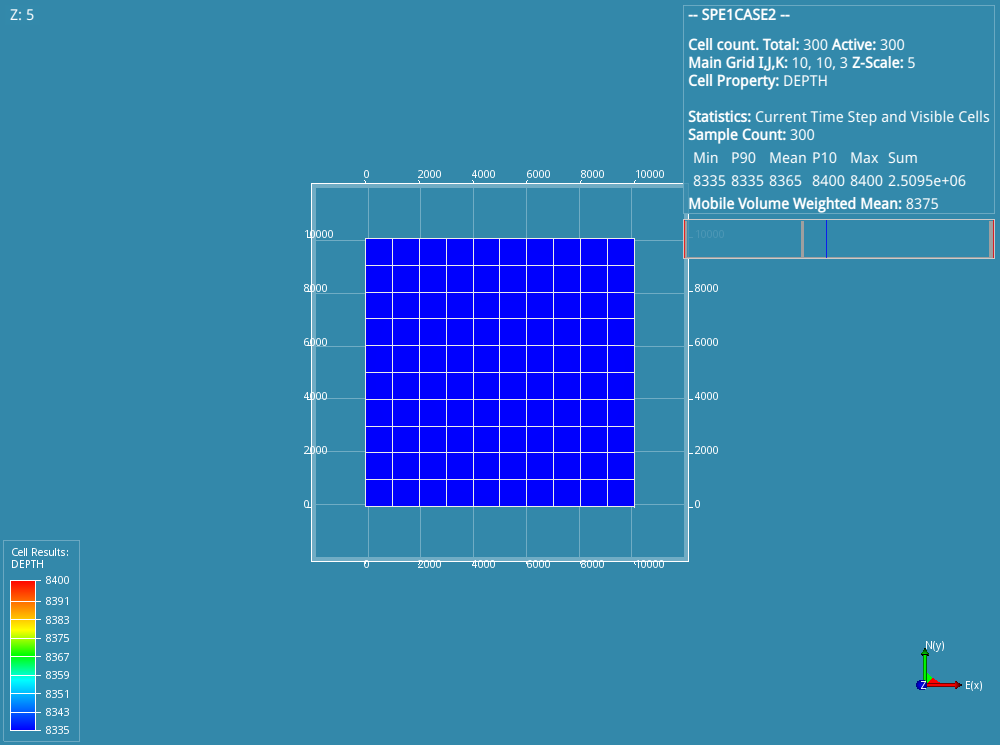 Z: 5
-- SPE1CASE2 --
Cell count. Total: 300 Active: 300
Main Grid I,J,K: 10, 10, 3 Z-Scale: 5
Cell Property: DEPTH
Statistics: Current Time Step and Visible Cells
Sample Count: 300
Min P90 Mean P10 Max Sum
8335 8335 8365 8400 8400 2.5095e+06
Mobile Volume Weighted Mean: 8375
0 2000 4000 6000 8000 10000
10000 10000
8000 8000
6000 6000
4000 4000
2000 2000
0 0
0 2000 4000 6000 8000 10000
Cell Results:
DEPTH
8400
8391
8383
8375
8367
8359
8351
8343
8335
N(y)
Z E(x)